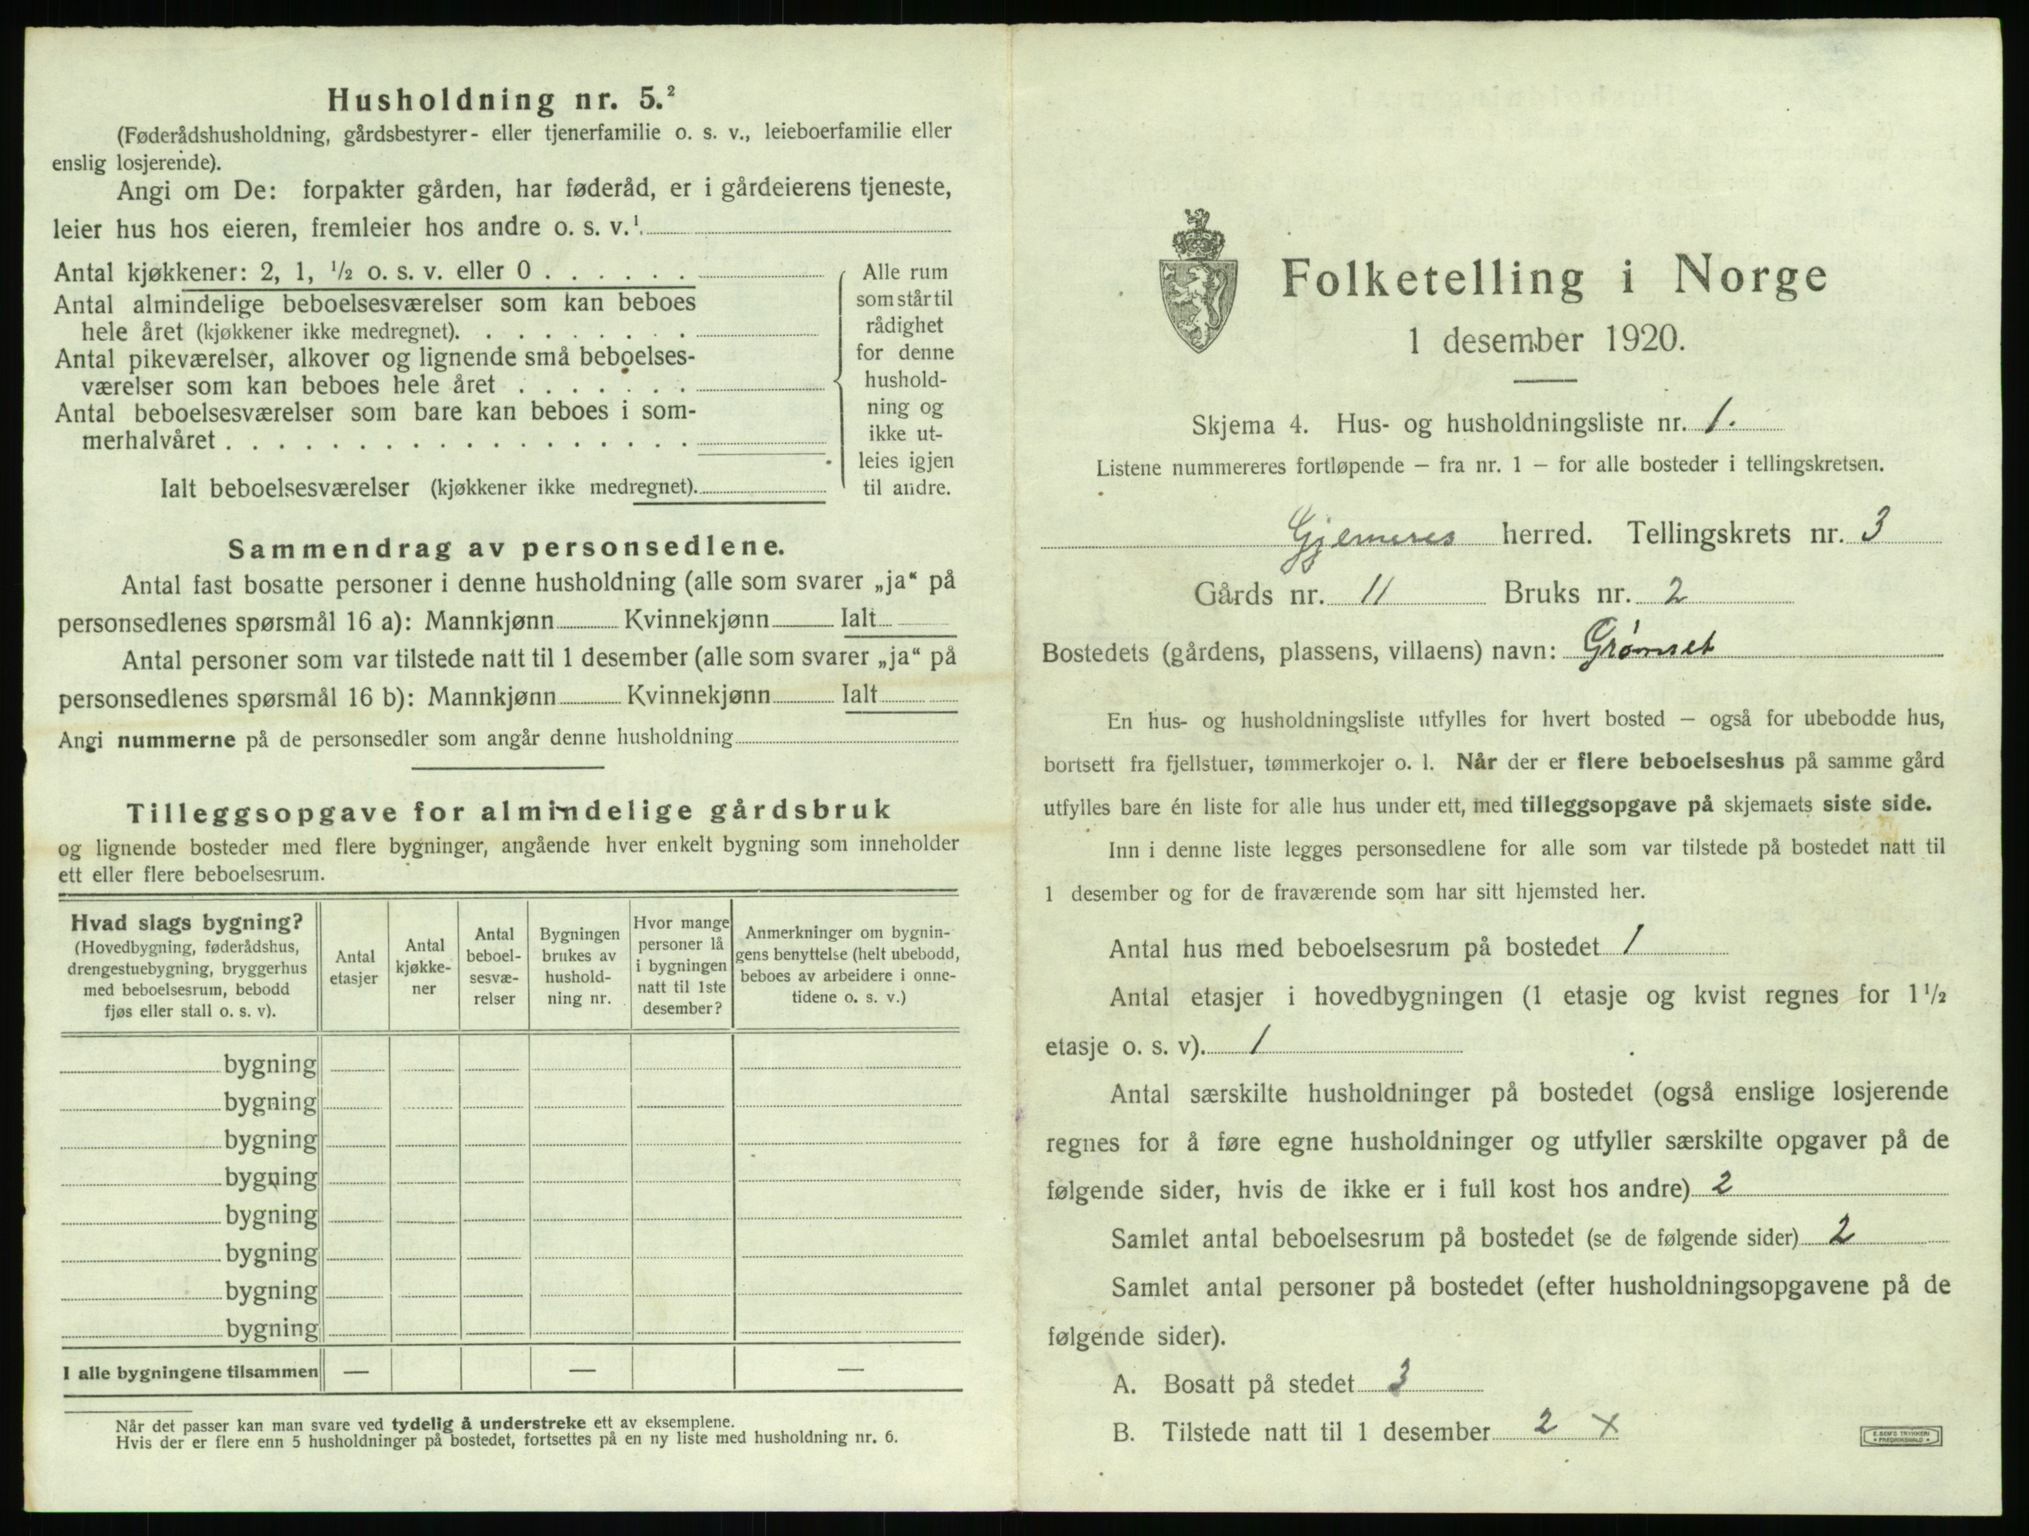 Husholdning nr. 5.²
(Føderådshusholdning, gårdsbestyrer- eller tjenerfamilie o. s. v., leieboerfamilie eller
enslig losjerende).
Angi om De: forpakter gården, har føderåd, er i gårdeierens tjeneste,
leier hus hos eieren, fremleier hos andre o. s. v.¹
Antal kjøkkener: 2, 1, ½ o. s. v. eller 0 . . . . . .
Antal almindelige beboelsesværelser som kan beboes
hele året (kjøkkener ikke medregnet). . . . . . . . .
Antal pikeværelser, alkover og lignende små beboelses-
værelser som kan beboes hele året . . . . . . .
Antal beboelsesværelser som bare kan beboes i som-
merhalvåret . . . . . . . . . . . . . . . . . .
Ialt beboelsesværelser (kjøkkener ikke medregnet).
Alle rum
som står til
rådighet
for denne
hushold-
ning og
ikke ut-
leies igjen
til andre.
Sammendrag av personsedlene.
Antal fast bosatte personer i denne husholdning (alle som svarer „ja“ på
personsedlenes spørsmål 16 a): Mannkjønn Kvinnekjønn Ialt
Antal personer som var tilstede natt til 1 desember (alle som svarer „ja“ på
personsedlenes spørsmål 16 b): Mannkjønn Kvinnekjønn Ialt
Angi nummerne på de personsedler som angår denne husholdning
Tilleggsopgave for almindelige gårdsbruk
og lignende bosteder med flere bygninger, angående hver enkelt bygning som inneholder
ett eller flere beboelsesrum.
Hvad slags bygning?
(Hovedbygning, føderådshus,
drengestuebygning, bryggerhus
med beboelsesrum, bebodd
fjøs eller stall o. s. v).
Antal
etasjer
Antal
kjøkke-
ner
Antal
beboel-
sesvæ-
relser
Bygningen
brukes av
hushold-
ning nr.
Hvor mange
personer lå
i bygningen
natt til 1ste
desember?
Anmerkninger om bygnin-
gens benyttelse (helt ubebodd,
beboes av arbeidere i onne-
tidene o. s. v.)
bygning
bygning
bygning
bygning
bygning
bygning
bygning
bygning
I alle bygningene tilsammen — — —
Når det passer kan man svare ved tydelig å understreke ett av eksemplene.
Hvis der er flere enn 5 husholdninger på bostedet, fortsettes på en ny liste med husholdning nr. 6.
Folketelling i Norge
1 desember 1920.
Skjema 4. Hus- og husholdningsliste nr. 1.
Listene nummereres fortløpende — fra nr. 1 — for alle bosteder i tellingskretsen.
Gjemnes herred. Tellingskrets nr. 3
Gårds nr. 11 Bruks nr. 2
Bostedets (gårdens, plassens, villaens) navn: Grømset
En hus- og husholdningsliste utfylles for hvert bosted — også for ubebodde hus,
bortsett fra fjellstuer, tømmerkojer o. l. Når der er flere beboelseshus på samme gård
utfylles bare én liste for alle hus under ett, med tilleggsopgave på skjemaets siste side.
Inn i denne liste legges personsedlene for alle som var tilstede på bostedet natt til
1 desember og for de fraværende som har sitt hjemsted her.
Antal hus med beboelsesrum på bostedet 1
Antal etasjer i hovedbygningen (1 etasje og kvist regnes for 1½
etasje o. s. v). 1
Antal særskilte husholdninger på bostedet (også enslige losjerende
regnes for å føre egne husholdninger og utfyller særskilte opgaver på de
følgende sider, hvis de ikke er i full kost hos andre) 2
Samlet antal beboelsesrum på bostedet (se de følgende sider) 2
Samlet antal personer på bostedet (efter husholdningsopgavene på de
følgende sider).
A. Bosatt på stedet 3
B. Tilstede natt til 1 desember 2 x
E. SEM'S TRYKKERI
FREDRIKSHALD